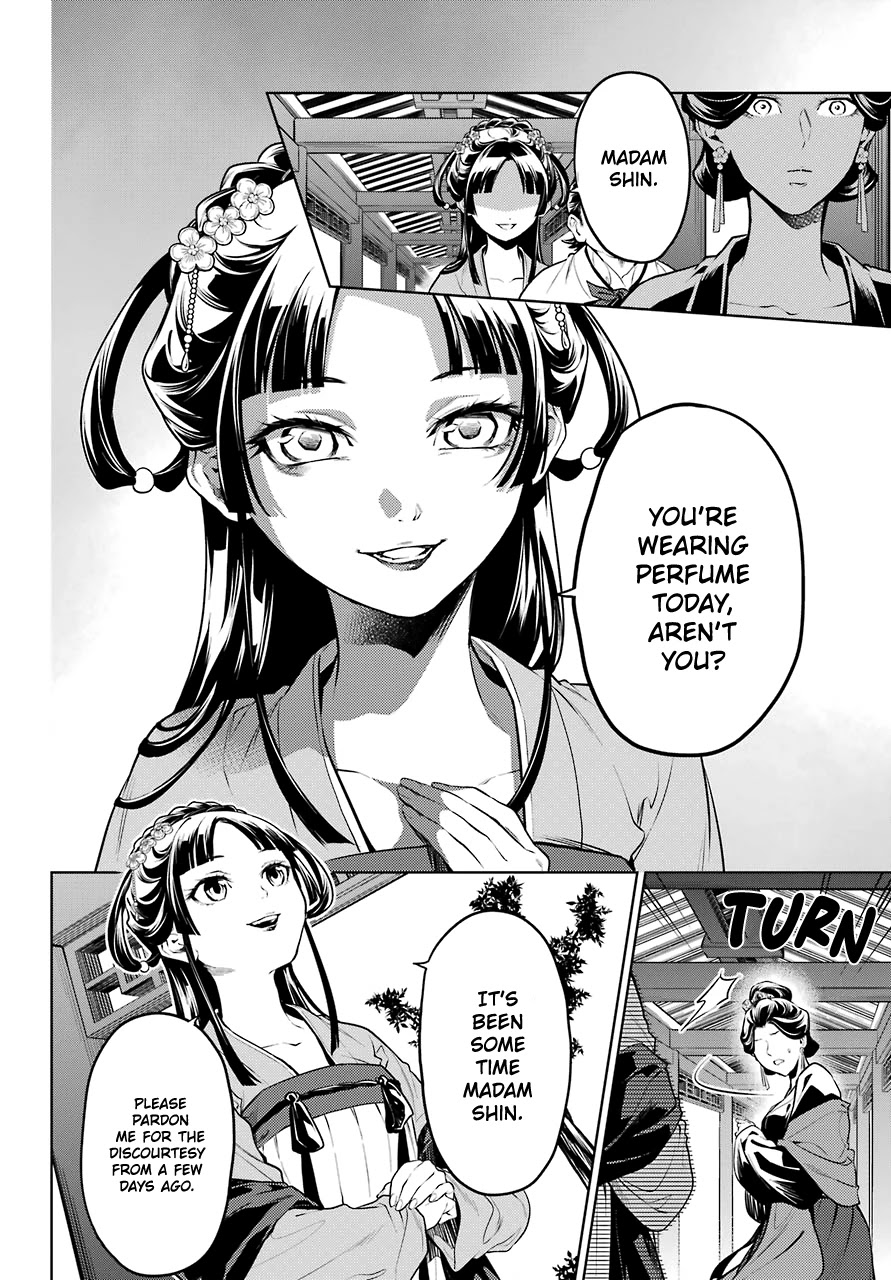 MADAM
SHIN.
YOU'RE
WEARING
PERFUME
TODAY,
AREN'T
YOU?
TURN
IT'S
BEEN
SOME
TIME
MADAM
SHIN.
PLEASE
PARDON
ME FOR THE
DISCOURTESY
FROM A FEW
DAYS AGO.